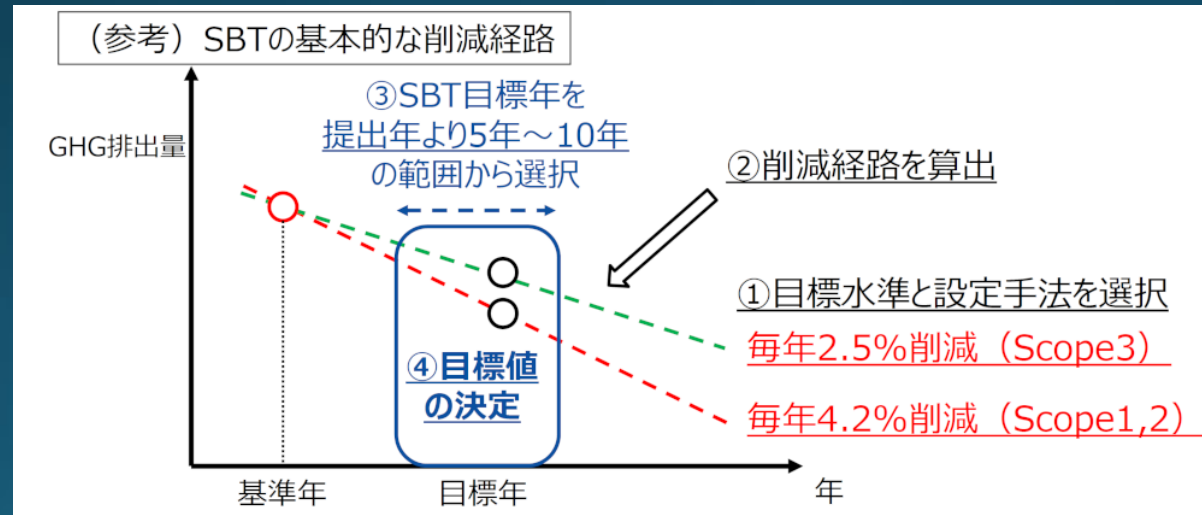 （参考）SBTの基本的な削減経路
GHG排出量
③SBT目標年を
提出年より5年～10年
の範囲から選択
②削減経路を算出
①目標水準と設定手法を選択
毎年2.5%削減（Scope3）
④目標値
の決定
毎年4.2%削減（Scope1,2）
基準年
目標年
年